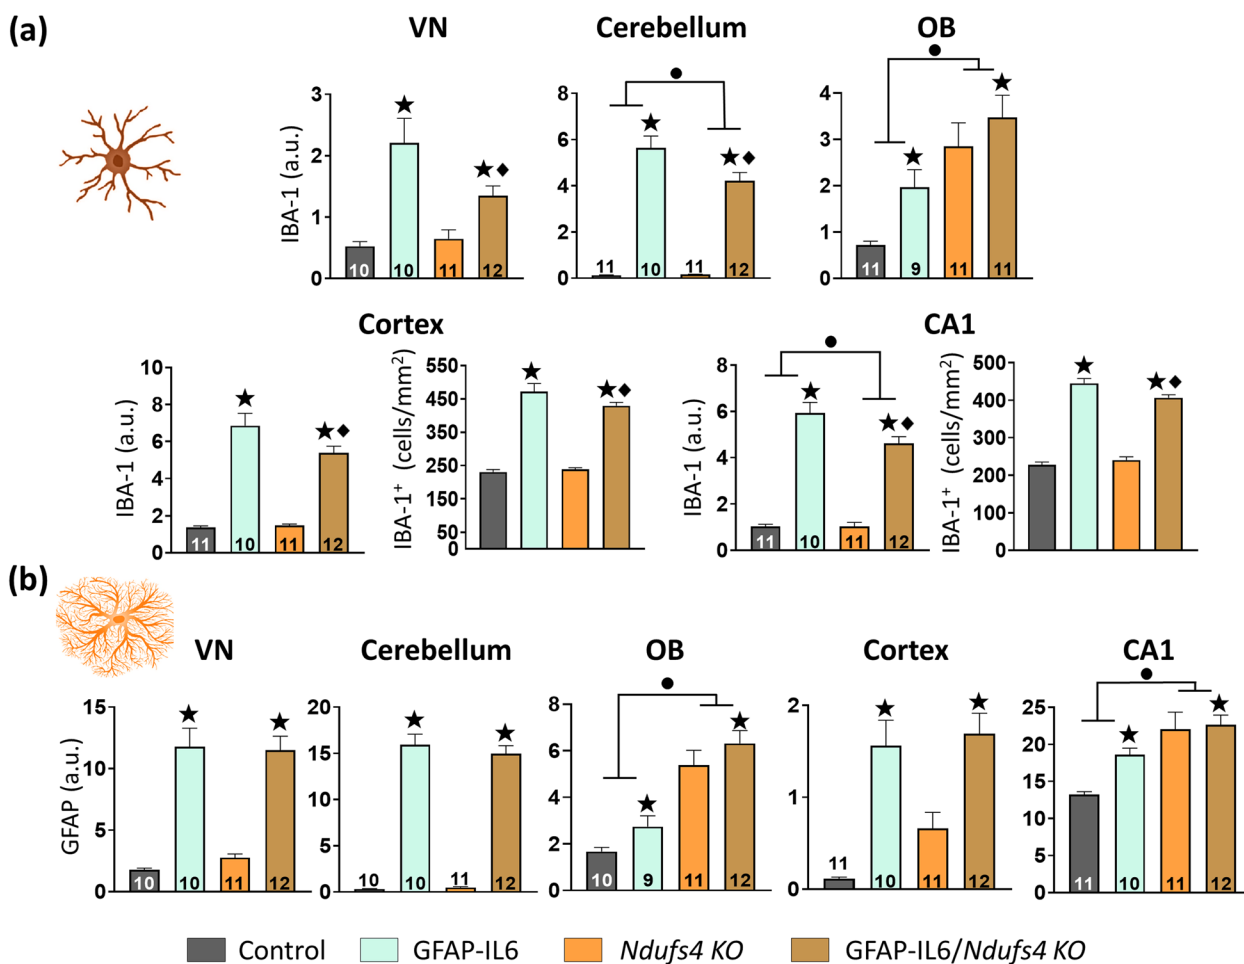 (a)
VN Cerebellum OB
IBA-1 (a.u.)
3
2
1
0
10 10 11 12
8
6
4
2
0
11 10 11 12
4
3
2
1
0
11 9 11 11
Cortex CA1
IBA-1 (a.u.)
10
8
6
4
2
0
11 10 11 12
IBA-1+ (cells/mm2)
550
450
400
300
230
150
50
0
IBA-1 (a.u.)
8
6
4
2
0
11 10 11 12
IBA-1+ (cells/mm2)
500
400
300
200
100
0
(b)
VN Cerebellum OB Cortex CA1
GFAP (a.u.)
15
10
5
0
10 10 11 12
20
15
10
5
0
10 10 11 12
8
6
4
2
0
10 9 11 12
2
1
0
11 10 11 12
25
20
15
10
5
0
11 10 11 12
Control GFAP-IL6 Ndufs4 KO GFAP-IL6/Ndufs4 KO